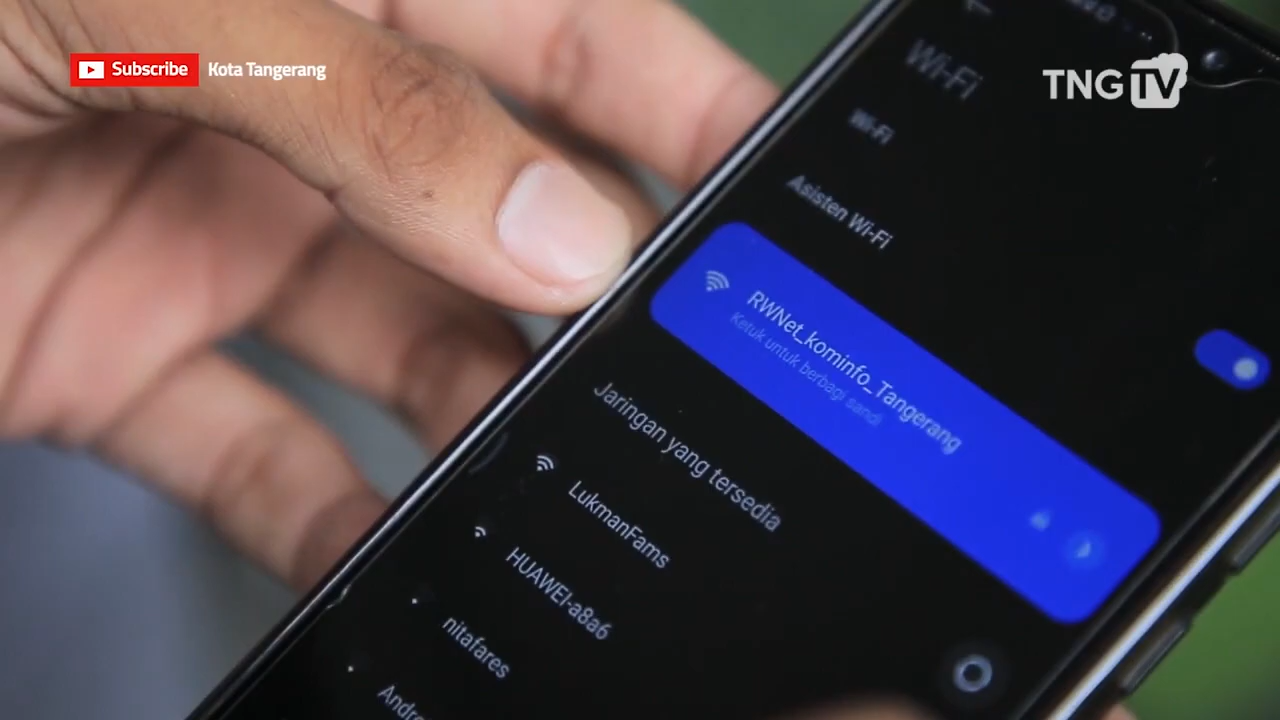 Subscribe Kota Tangerang
TNG TV
Wi-Fi
Wi-Fi
Asisten Wi-Fi
RWNet_kominfo_Tangerang
Ketuk untuk berbagi sandi
Jaringan yang tersedia
LukmanFams
HUAWEI-a8a6
nitafares
Andro